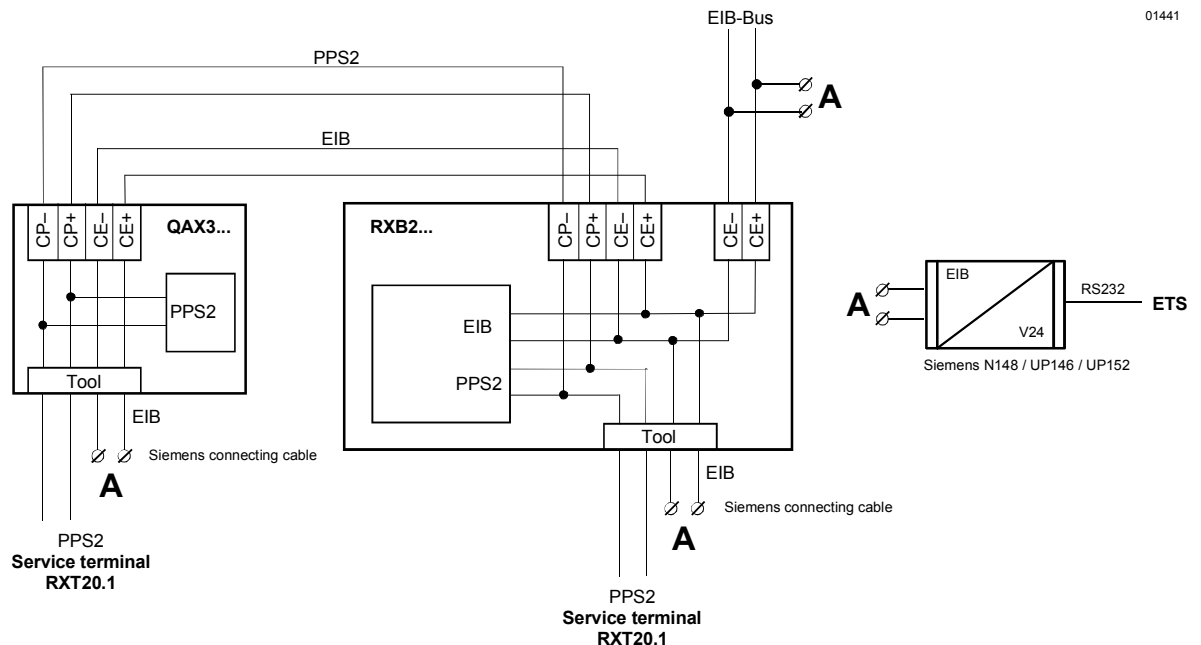 01441
EIB-Bus
PPS2
A
EIB
CP–
CP+
CE–
CE+
QAX3...
PPS2
Tool
EIB
Siemens connecting cable
A
PPS2
Service terminal
RXT20.1
RXB2...
CP–
CP+
CE–
CE+
CE–
CE+
EIB
PPS2
Tool
EIB
Siemens connecting cable
A
PPS2
Service terminal
RXT20.1
A
EIB
V24
RS232
ETS
Siemens N148 / UP146 / UP152